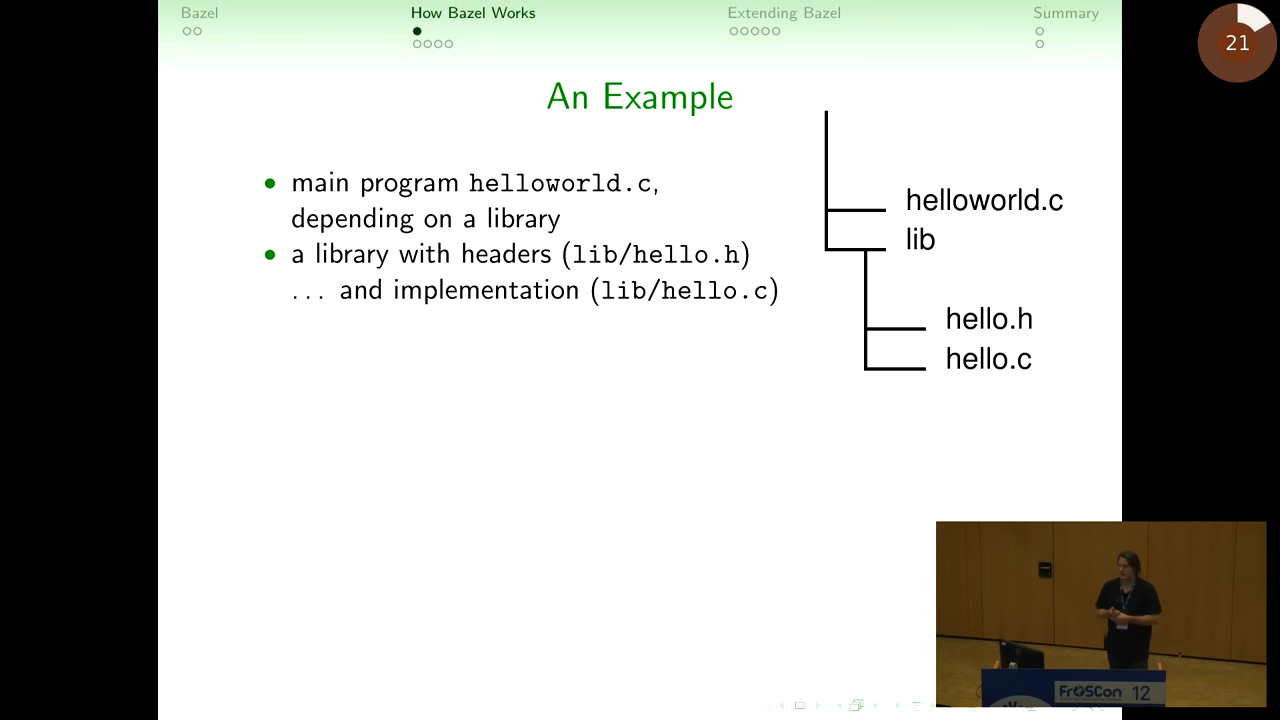 Bazel
How Bazel Works
Extending Bazel
Summary
21
An Example
• main program helloworld.c,
depending on a library
• a library with headers (lib/hello.h)
... and implementation (lib/hello.c)
helloworld.c
lib
hello.h
hello.c
FrOSCon 12